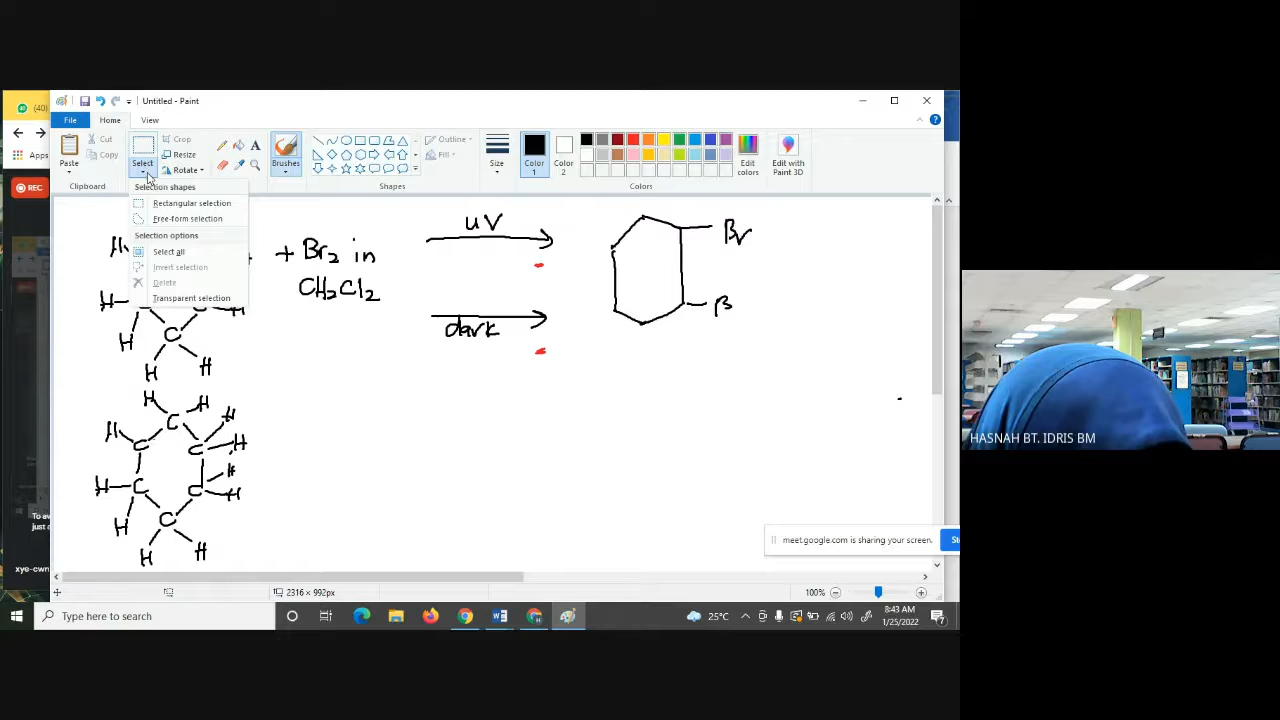 (40)
Untitled - Paint
File Home View
Cut
Copy
Paste
Clipboard
Crop
Resize
Rotate
Select
Selection shapes
Rectangular selection
Free-form selection
Selection options
Select all
Invert selection
Delete
Transparent selection
A
Brushes
Outline
Fill
Shapes
Size
Color 1
Color 2
Edit colors
Edit with Paint 3D
Colors
Apps
REC
H
+ Br2 in
CH2Cl2
UV
dark
Br
B
H H
H C
H H
H H
H
H C C H
H
H C C H
H C
H H
meet.google.com is sharing your screen.
2316 × 992px
100%
Type here to search
25°C
8:43 AM
1/25/2022
HASNAH BT. IDRIS BM